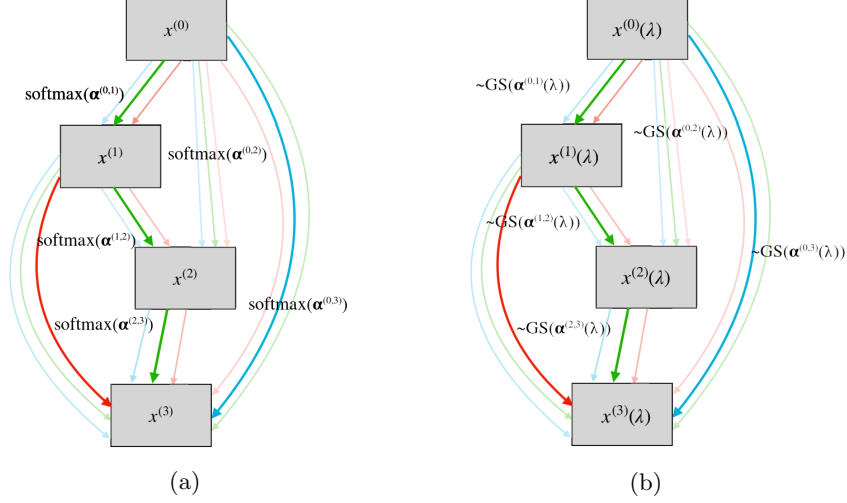 x^(0)
softmax(α^(0,1))
x^(1)
softmax(α^(0,2))
softmax(α^(1,2))
x^(2)
softmax(α^(0,3))
softmax(α^(2,3))
x^(3)
(a)
x^(0)(λ)
~GS(α^(0,1)(λ))
~GS(α^(0,2)(λ))
x^(1)(λ)
~GS(α^(1,2)(λ))
~GS(α^(0,3)(λ))
x^(2)(λ)
~GS(α^(2,3)(λ))
x^(3)(λ)
(b)